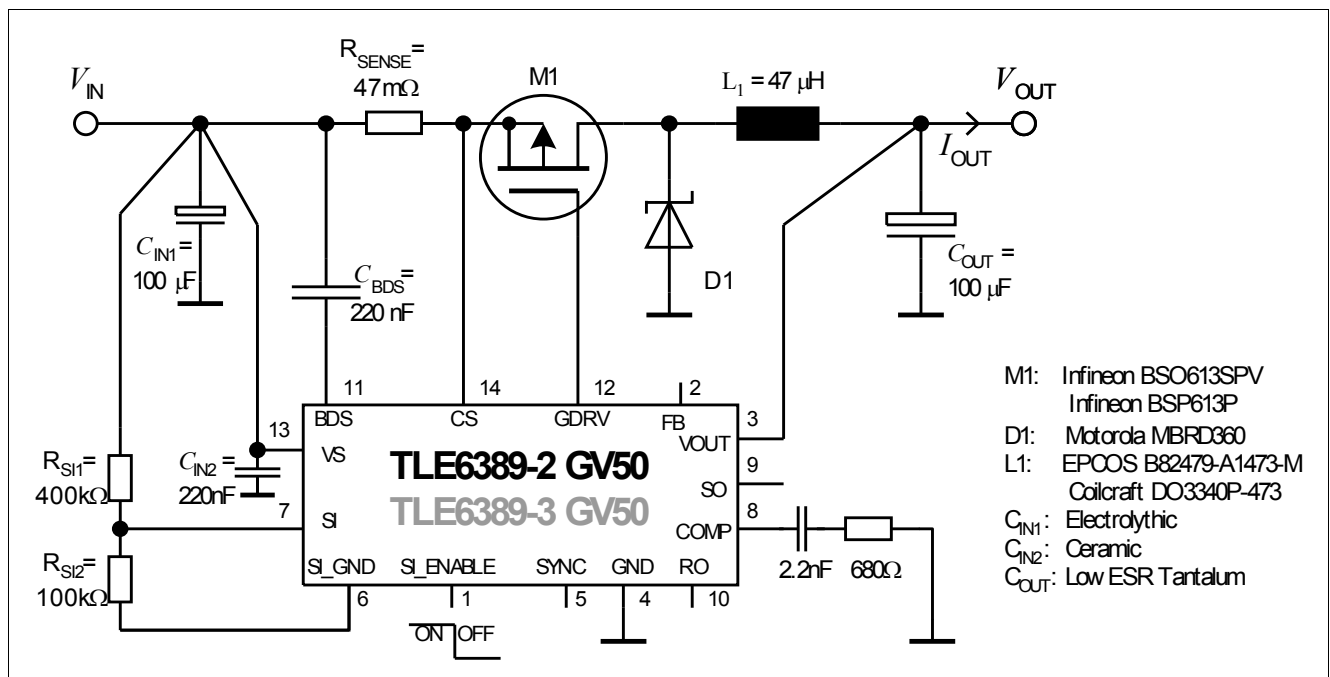 R_SENSE=
47mΩ
M1
L₁ = 47 µH
V_IN
V_OUT
I_OUT
C_IN1=
100 µF
C_BDS=
220 nF
D1
C_OUT =
100 µF
11
14
12
2
BDS
CS
GDRV
FB
3
VOUT
13
VS
C_IN2=
220nF
TLE6389-2 GV50
TLE6389-3 GV50
9
SO
R_SI1=
400kΩ
7
SI
8
COMP
2.2nF
680Ω
R_SI2=
100kΩ
SI_GND
SI_ENABLE
SYNC
GND
RO
6
1
5
4
10
ON
OFF
M1: Infineon BSO613SPV
Infineon BSP613P
D1: Motorola MBRD360
L1: EPCOS B82479-A1473-M
Coilcraft DO3340P-473
C_IN1: Electrolythic
C_IN2: Ceramic
C_OUT: Low ESR Tantalum